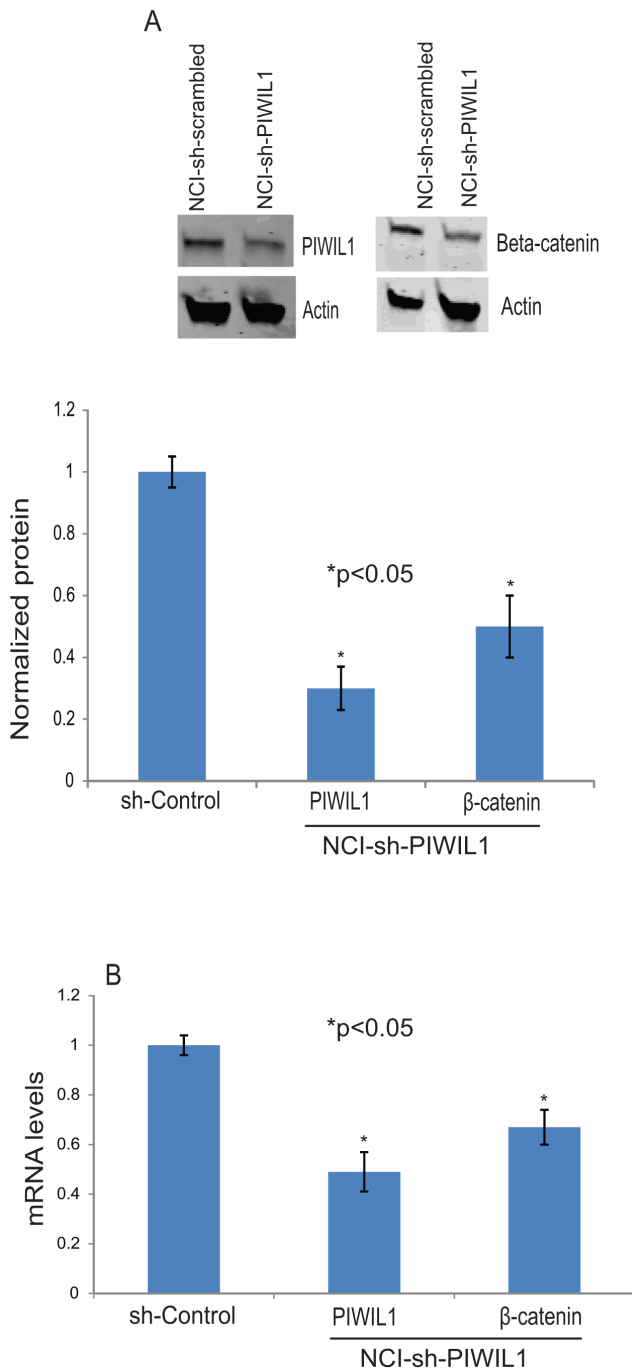 A
NCI-sh-scrambled
NCI-sh-PIWIL1
NCI-sh-scrambled
NCI-sh-PIWIL1
PIWIL1
Beta-catenin
Actin
Actin
Normalized protein
1.2
1
0.8
0.6
0.4
0.2
0
*p<0.05
*
*
sh-Control
PIWIL1
β-catenin
NCI-sh-PIWIL1
B
mRNA levels
1.2
1
0.8
0.6
0.4
0.2
0
*p<0.05
*
*
sh-Control
PIWIL1
β-catenin
NCI-sh-PIWIL1